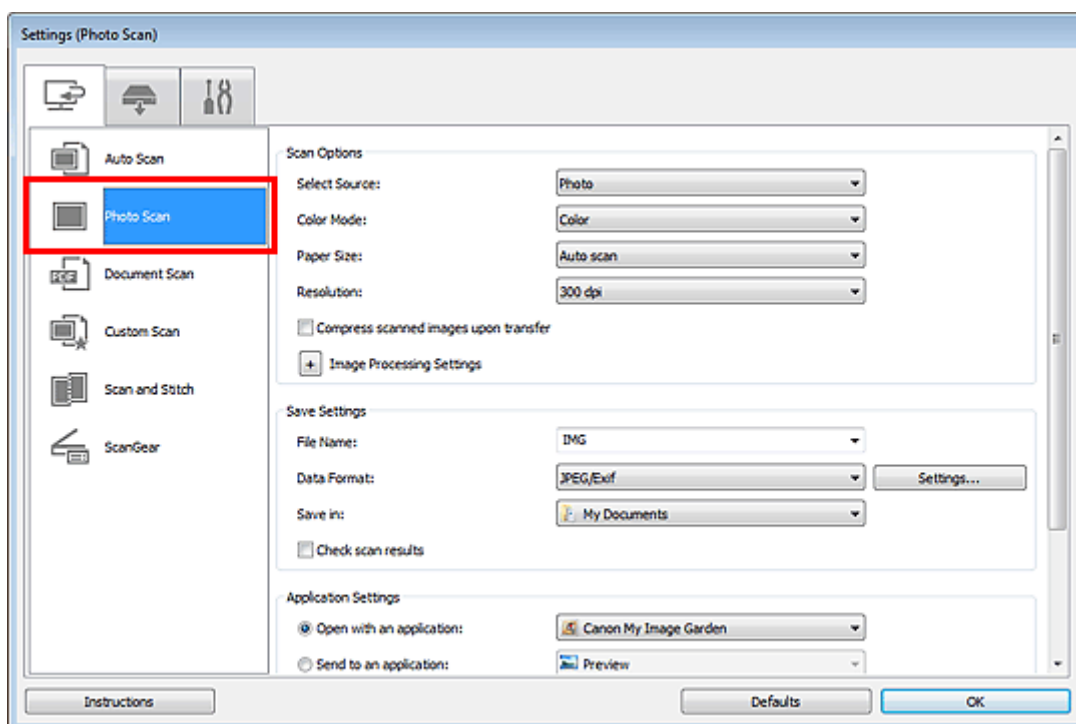 Settings (Photo Scan)
Auto Scan
Photo Scan
PDF
Document Scan
Custom Scan
Scan and Stitch
ScanGear
Scan Options
Select Source: Photo
Color Mode: Color
Paper Size: Auto scan
Resolution: 300 dpi
Compress scanned images upon transfer
+ Image Processing Settings
Save Settings
File Name: IMG
Data Format: JPEG/Exif Settings...
Save in: My Documents
Check scan results
Application Settings
Open with an application: Canon My Image Garden
Send to an application: Preview
Instructions Defaults OK